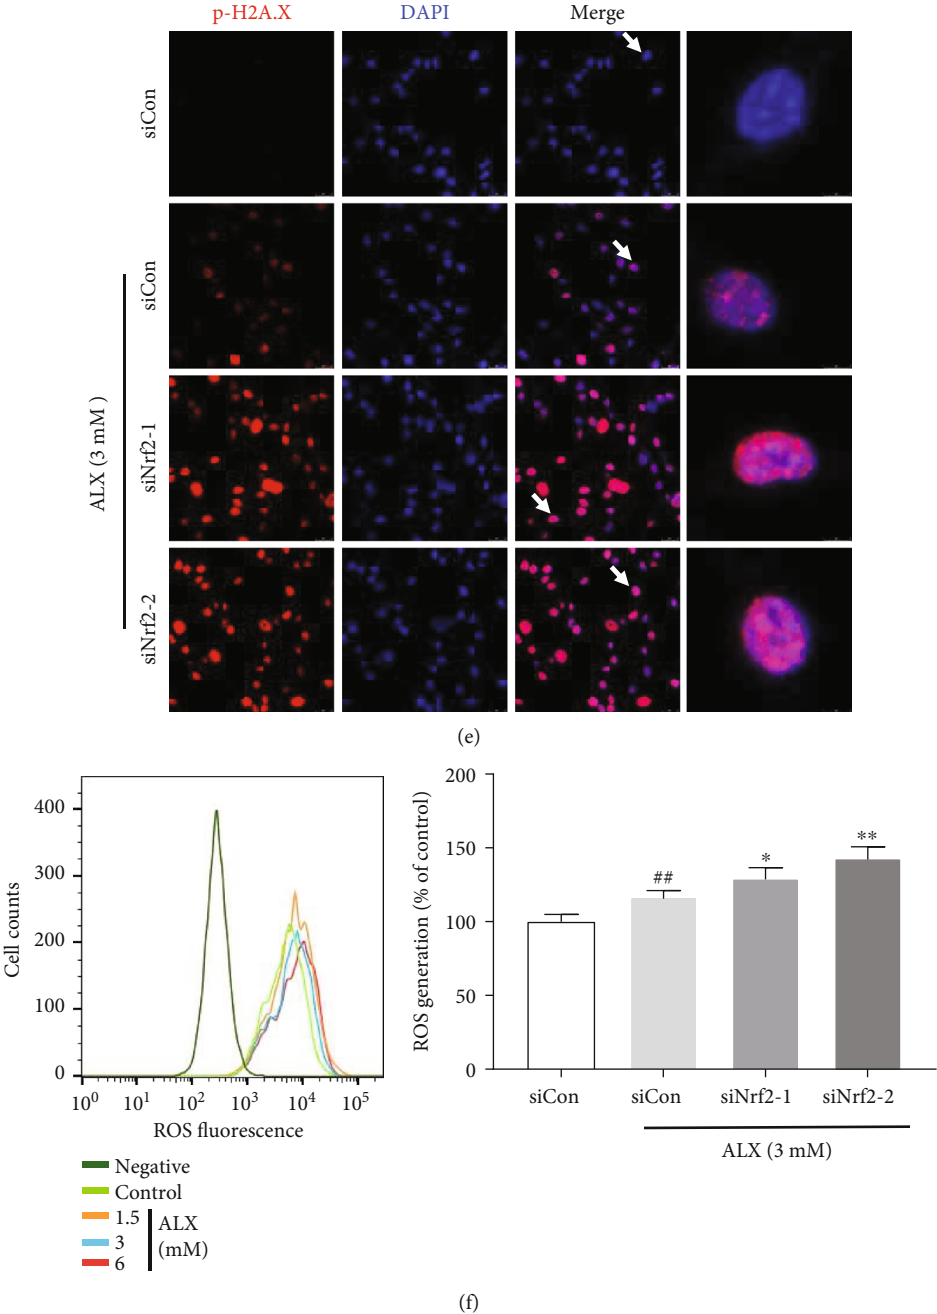 p-H2A.X DAPI Merge
siCon
siCon
siNrf2-1
siNrf2-2
ALX (3 mM )
(e)
Cell counts
400
300
200
100
0
10⁰ 10¹ 10² 10³ 10⁴ 10⁵
ROS fluorescence
Negative
Control
1.5
3
6
ALX
(mM)
ROS generation (% of control)
200
150
100
50
0
##
*
**
siCon siCon siNrf2-1 siNrf2-2
ALX (3 mM)
(f)